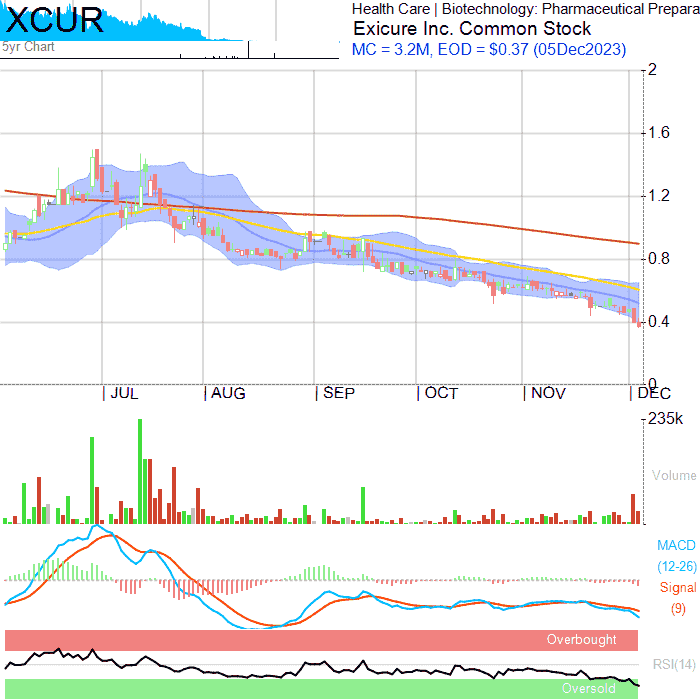 XCUR
Health Care | Biotechnology: Pharmaceutical Prepara
Exicure Inc. Common Stock
5yr Chart
MC = 3.2M, EOD = $0.37 (05Dec2023)
2
1.6
1.2
0.8
0.4
0
JUL AUG SEP OCT NOV DEC
235k
Volume
MACD
(12-26)
Signal
(9)
Overbought
RSI(14)
Oversold